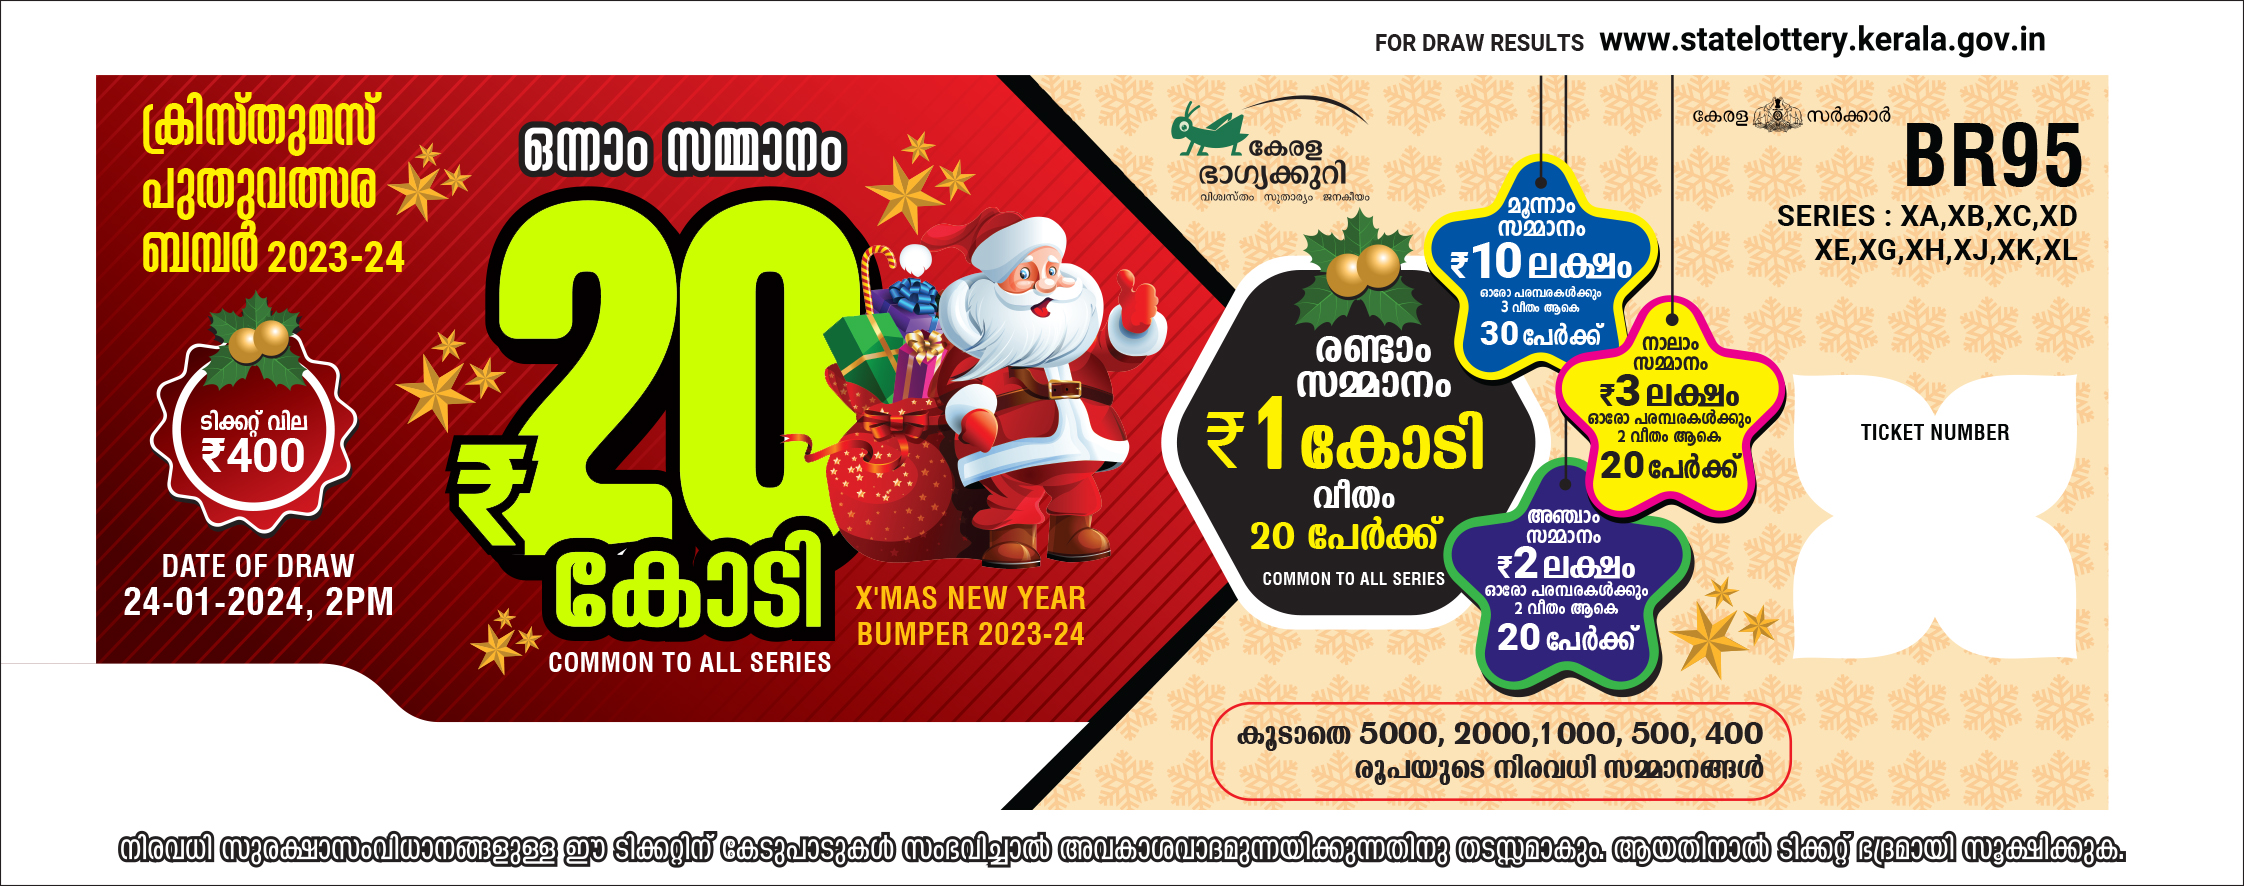 FOR DRAW RESULTS www.statelottery.kerala.gov.in
ക്രിസ്തുമസ്
പുതുവത്സര
ബമ്പർ 2023-24
ടിക്കറ്റ് വില
₹400
DATE OF DRAW
24-01-2024, 2PM
ഒന്നാം സമ്മാനം
₹20
കോടി
COMMON TO ALL SERIES
X'MAS NEW YEAR
BUMPER 2023-24
കേരള
ഭാഗ്യക്കുറി
വിശ്വസ്തം സുതാര്യം ജനകീയം
രണ്ടാം
സമ്മാനം
₹1 കോടി
വീതം
20 പേർക്ക്
COMMON TO ALL SERIES
മൂന്നാം
സമ്മാനം
₹10 ലക്ഷം
ഓരോ പരമ്പരകൾക്കും
3 വീതം ആകെ
30 പേർക്ക്
നാലാം
സമ്മാനം
₹3 ലക്ഷം
ഓരോ പരമ്പരകൾക്കും
2 വീതം ആകെ
20 പേർക്ക്
അഞ്ചാം
സമ്മാനം
₹2 ലക്ഷം
ഓരോ പരമ്പരകൾക്കും
2 വീതം ആകെ
20 പേർക്ക്
കേരള സർക്കാർ
BR95
SERIES : XA,XB,XC,XD
XE,XG,XH,XJ,XK,XL
TICKET NUMBER
കൂടാതെ 5000, 2000,1000, 500, 400
രൂപയുടെ നിരവധി സമ്മാനങ്ങൾ
നിരവധി സുരക്ഷാസംവിധാനങ്ങളുള്ള ഈ ടിക്കറ്റിന് കേടുപാടുകൾ സംഭവിച്ചാൽ അവകാശവാദമുന്നയിക്കുന്നതിനു തടസ്സമാകും. ആയതിനാൽ ടിക്കറ്റ് ഭദ്രമായി സൂക്ഷിക്കുക.